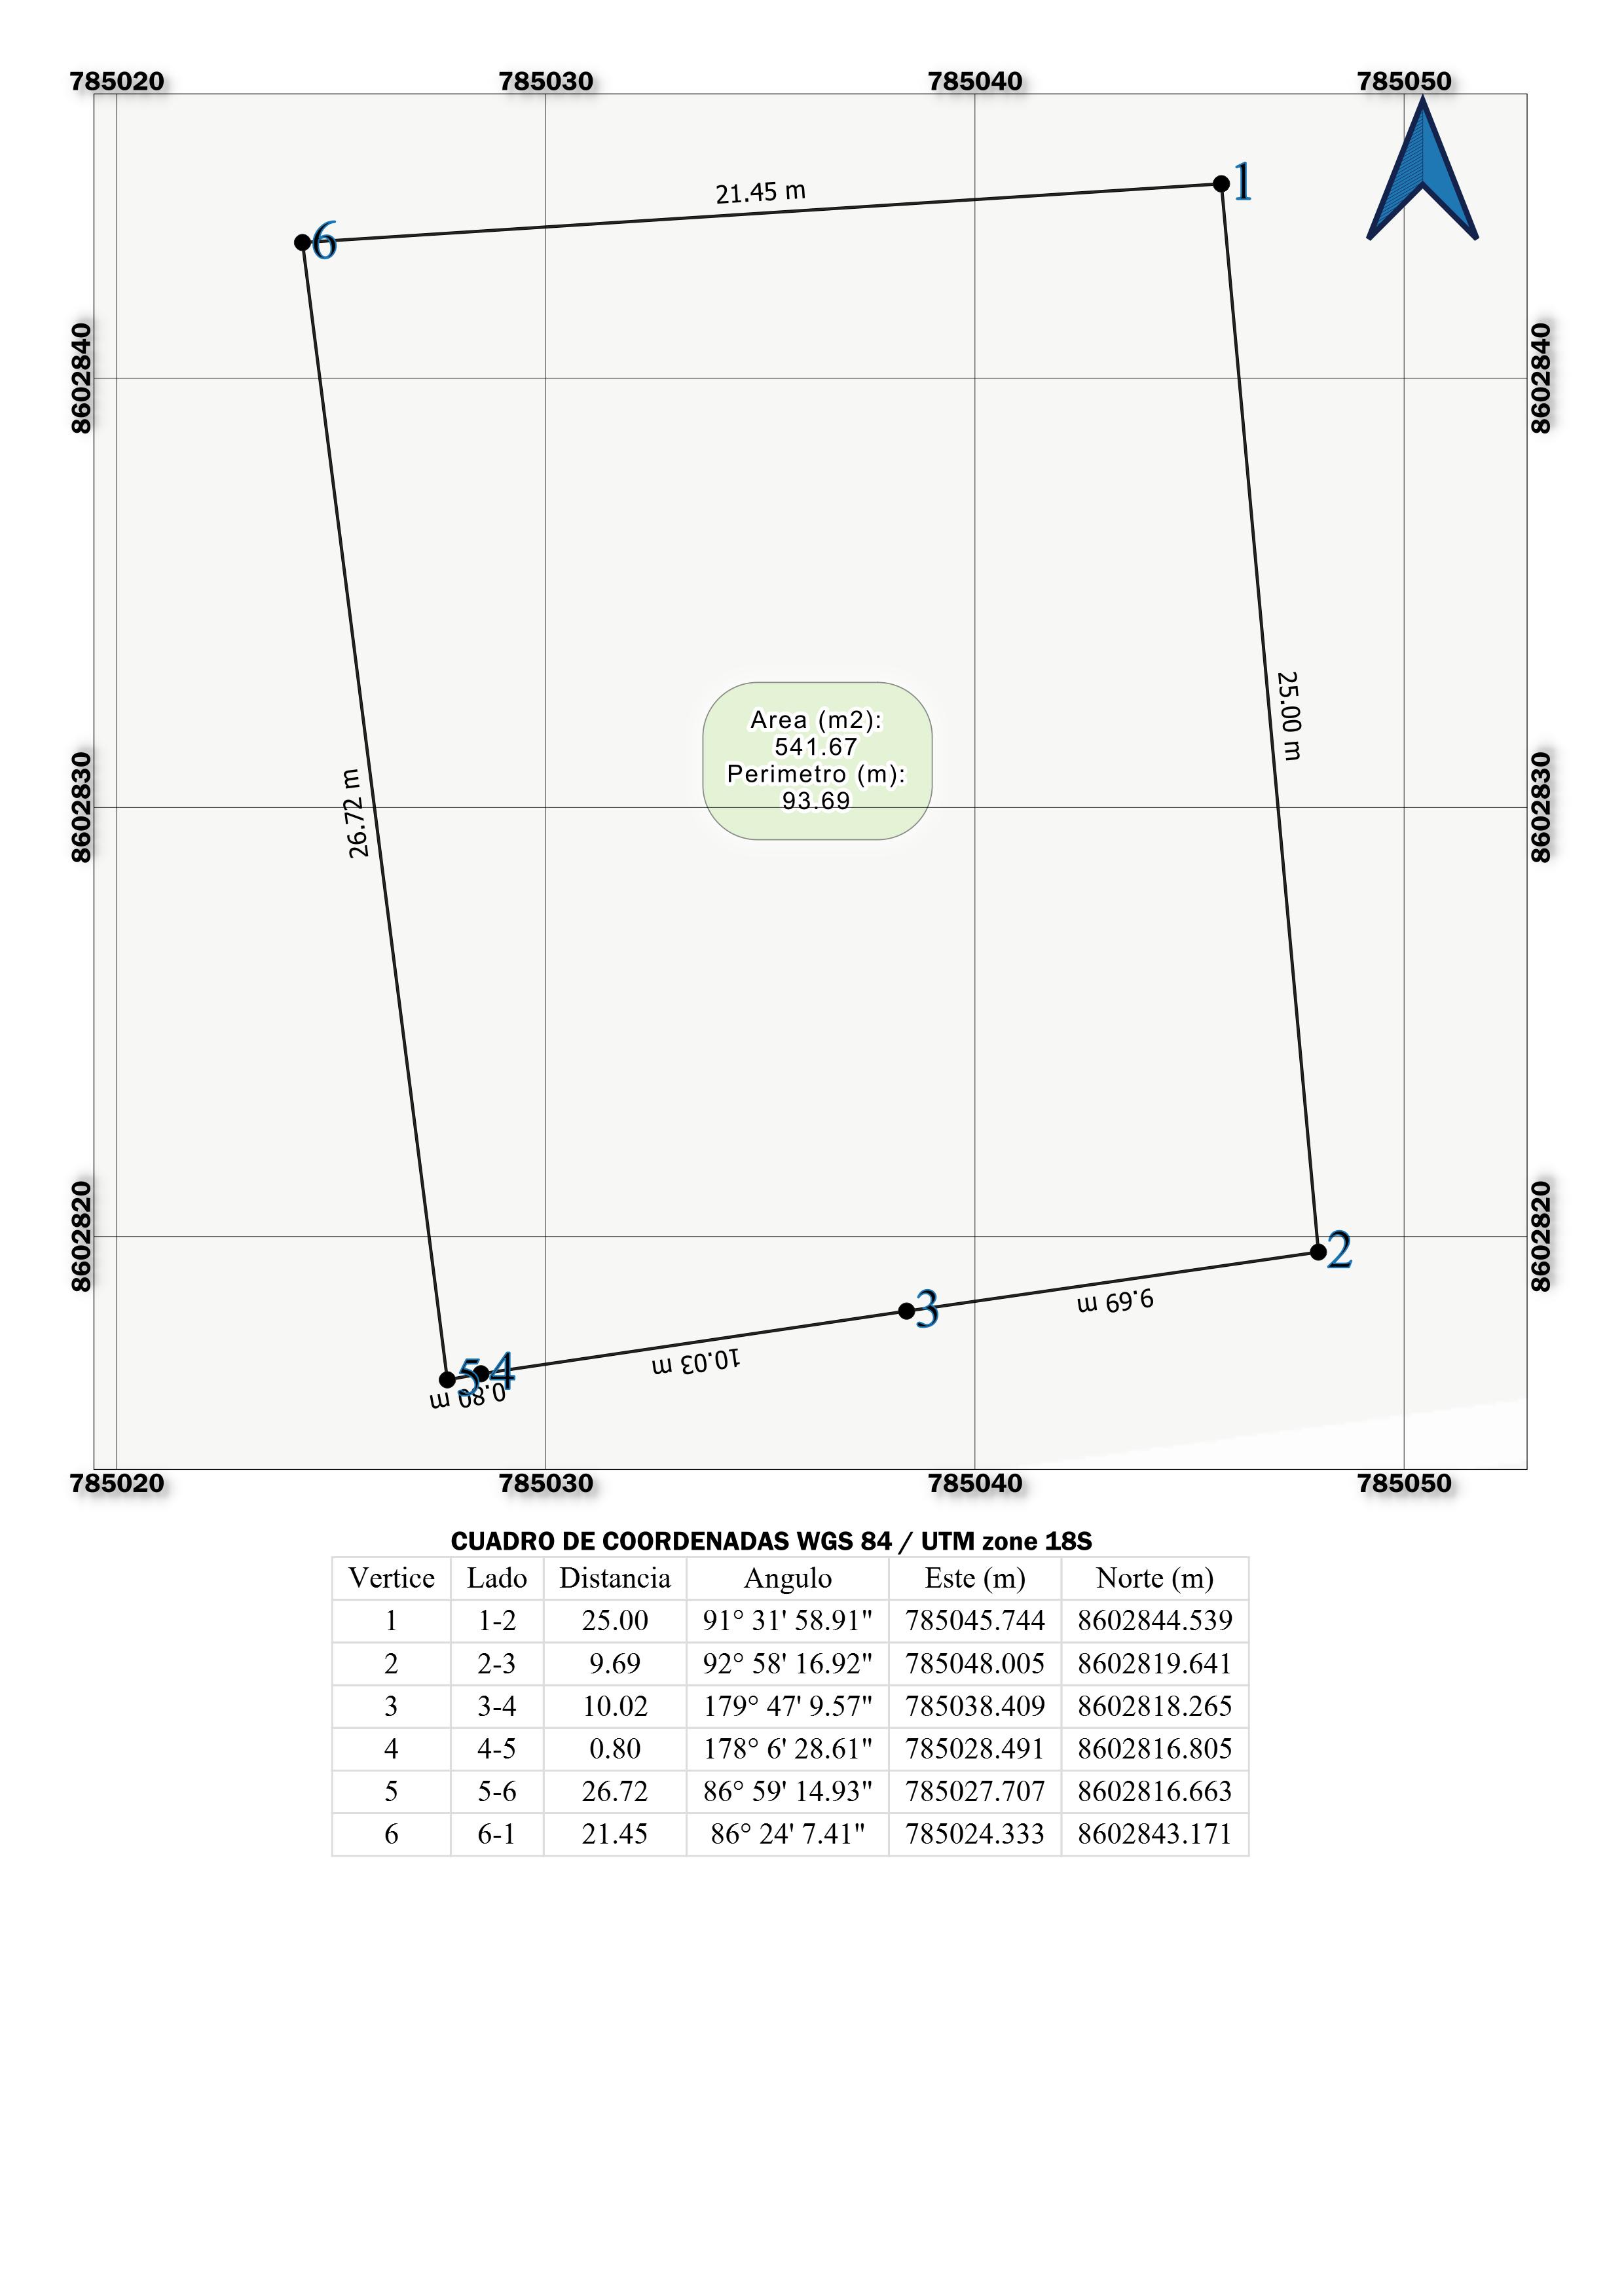 785020 785030 785040 785050
1
21.45 m
6
8602840 8602840
25.00 m
Area (m2):
541.67
Perimetro (m):
93.69
26.72 m
8602830 8602830
8602820 8602820
2
9.69 m
3
10.03 m
5 4
0.80 m
785020 785030 785040 785050
CUADRO DE COORDENADAS WGS 84 / UTM zone 18S
Vertice Lado Distancia Angulo Este (m) Norte (m)
1 1-2 25.00 91° 31' 58.91" 785045.744 8602844.539
2 2-3 9.69 92° 58' 16.92" 785048.005 8602819.641
3 3-4 10.02 179° 47' 9.57" 785038.409 8602818.265
4 4-5 0.80 178° 6' 28.61" 785028.491 8602816.805
5 5-6 26.72 86° 59' 14.93" 785027.707 8602816.663
6 6-1 21.45 86° 24' 7.41" 785024.333 8602843.171